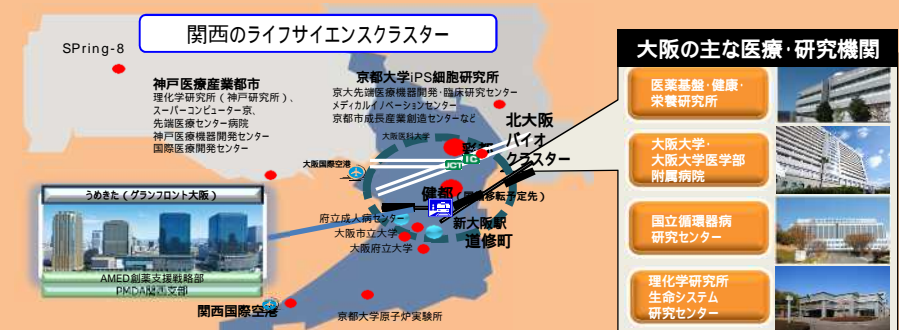 関西のライフサイエンスクラスター
SPring-8
神戸医療産業都市
理化学研究所（神戸研究所）、
スーパーコンピューター京、
先端医療センター病院
神戸医療機器開発センター
国際医療開発センター
京都大学iPS細胞研究所
京大先端医療機器開発・臨床研究センター
メディカルイノベーションセンター
京都市成長産業創造センターなど
大阪医科大学
北大阪
バイオ
クラスター
彩都
IC
JCT
大阪国際空港
健都
新大阪駅
道修町
府立成人病センター
大阪市立大学
大阪府立大学
うめきた（グランフロント大阪）
AMED創薬支援戦略部
PMDA関西支部
関西国際空港
京都大学原子炉実験所
大阪の主な医療・研究機関
医薬基盤・健康・
栄養研究所
大阪大学・
大阪大学医学部
附属病院
国立循環器病
研究センター
理化学研究所
生命システム
研究センター